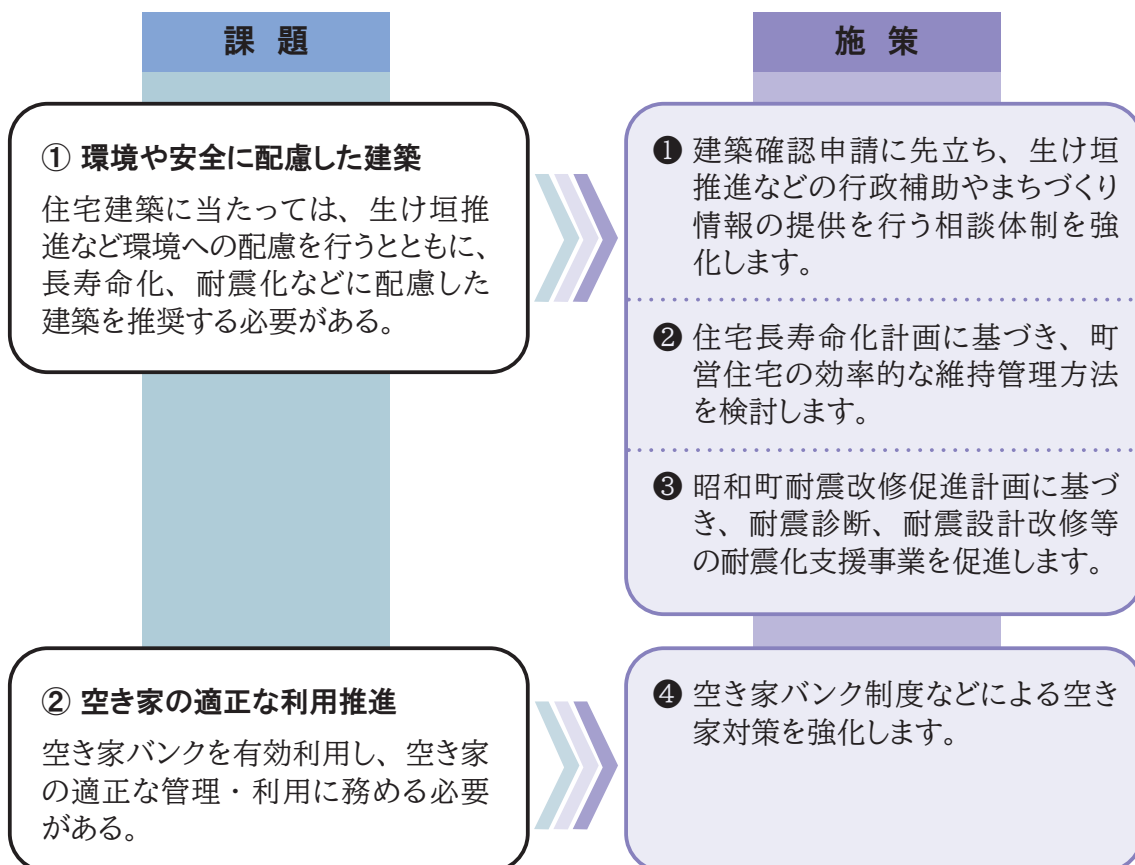 課 題
施 策
① 環境や安全に配慮した建築
住宅建築に当たっては、生け垣推
進など環境への配慮を行うとともに、
長寿命化、耐震化などに配慮した
建築を推奨する必要がある。
❶ 建築確認申請に先立ち、生け垣
推進などの行政補助やまちづくり
情報の提供を行う相談体制を強
化します。
❷ 住宅長寿命化計画に基づき、町
営住宅の効率的な維持管理方法
を検討します。
❸ 昭和町耐震改修促進計画に基づ
き、耐震診断、耐震設計改修等
の耐震化支援事業を促進します。
② 空き家の適正な利用推進
空き家バンクを有効利用し、空き家
の適正な管理・利用に務める必要
がある。
❹ 空き家バンク制度などによる空き
家対策を強化します。